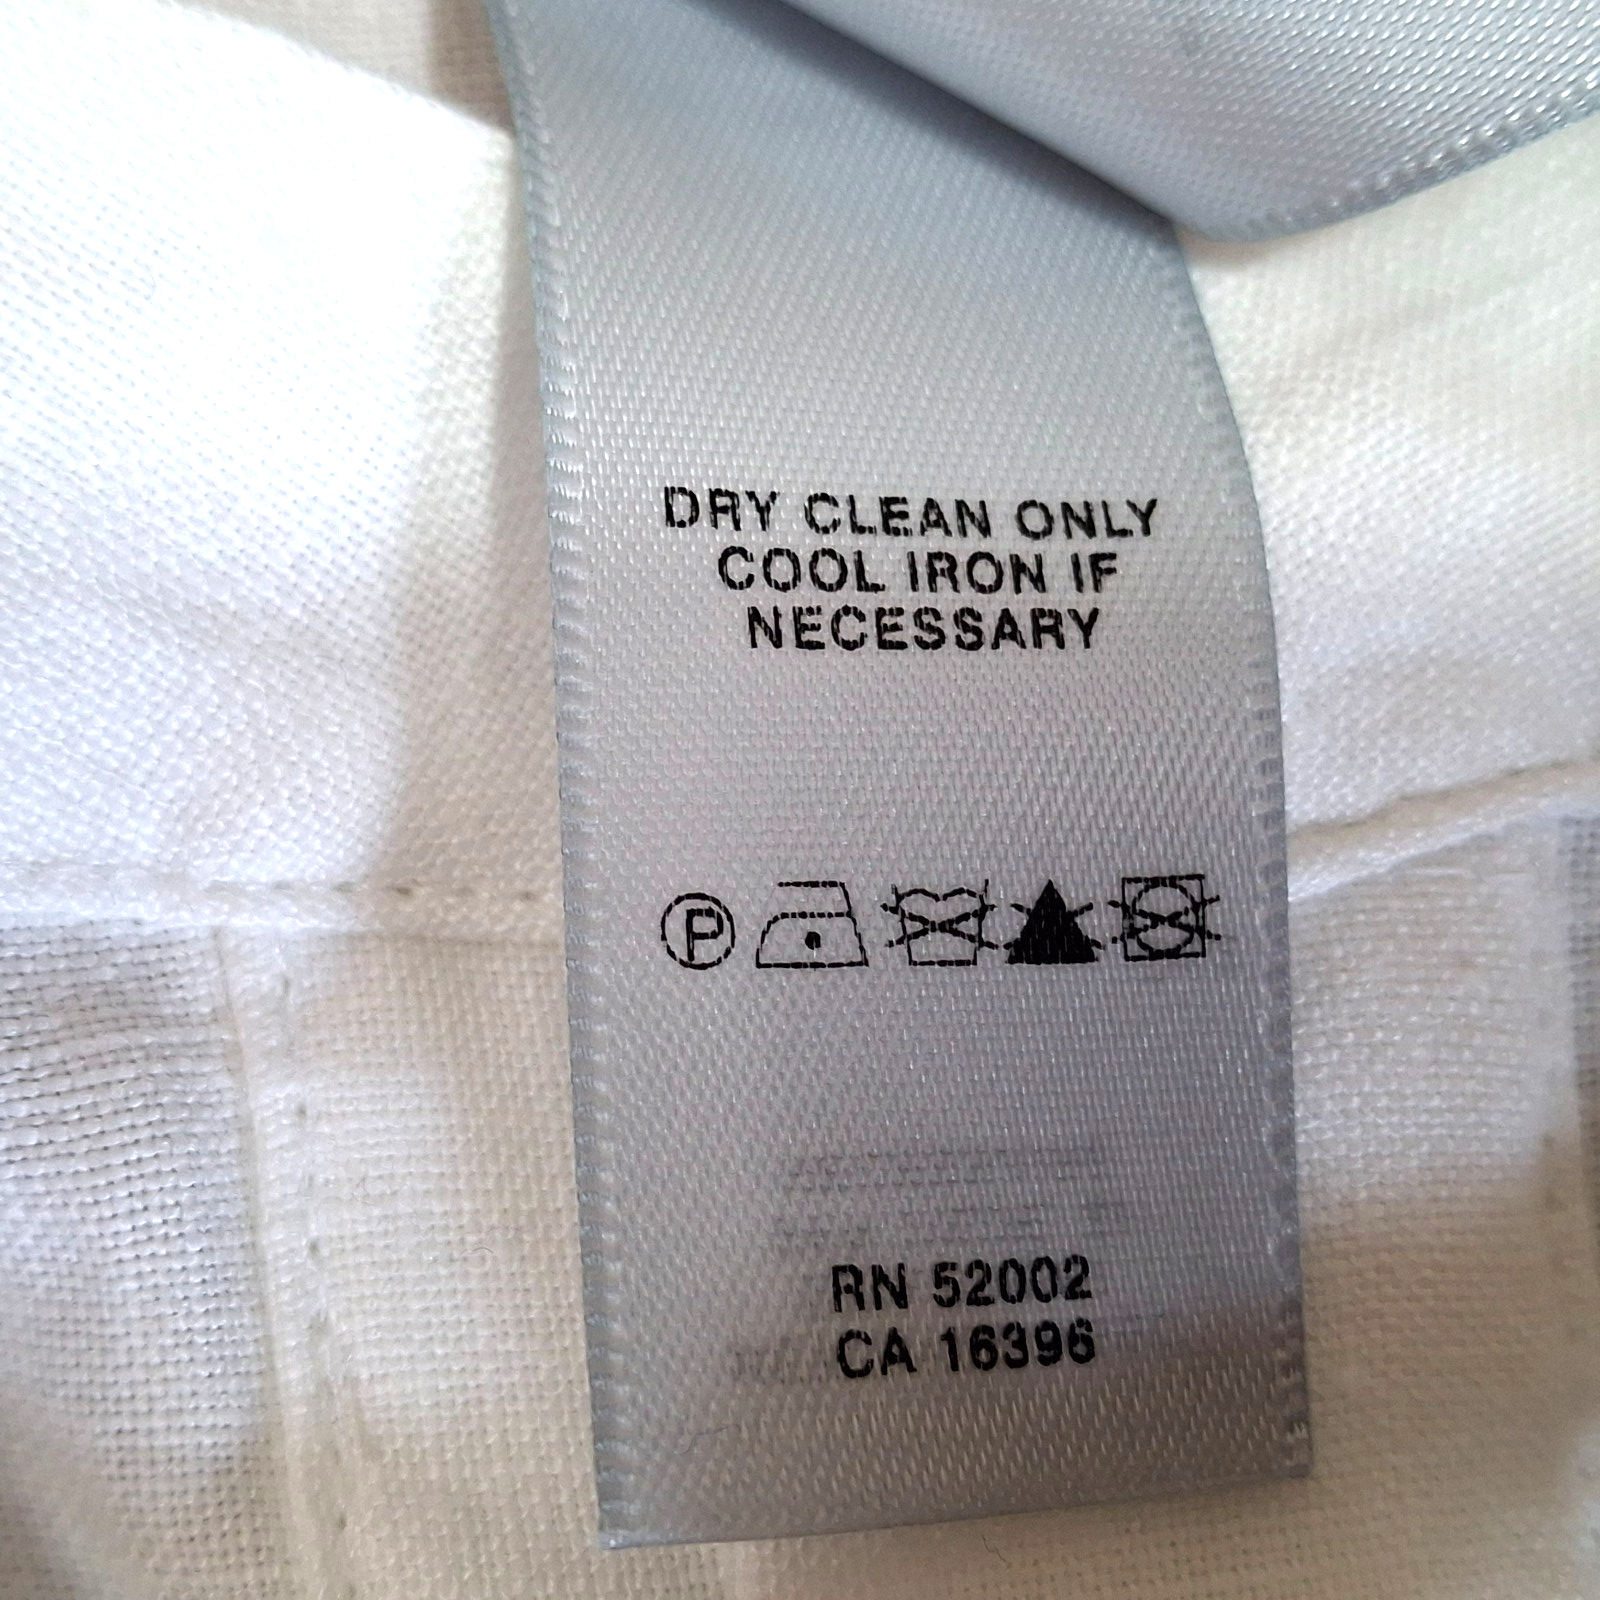 DRY CLEAN ONLY
COOL IRON IF
NECESSARY
P
RN 52002
CA 16396